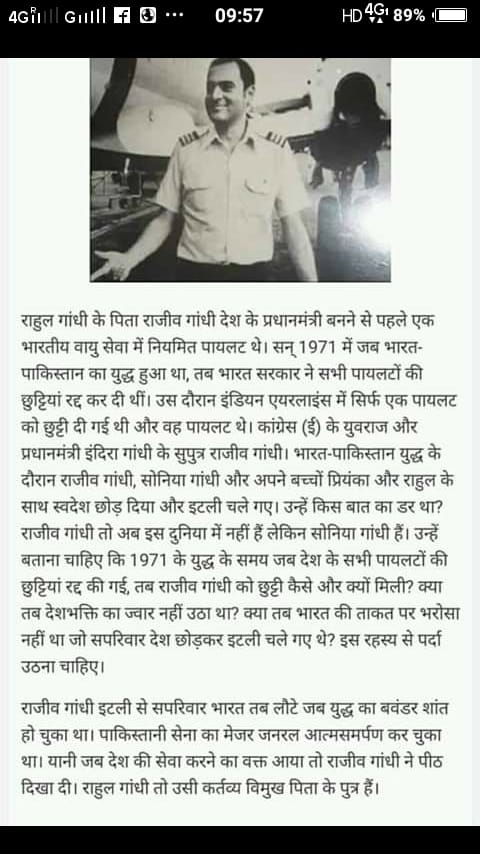 4G R G 09:57 HD 4G 89%
राहुल गांधी के पिता राजीव गांधी देश के प्रधानमंत्री बनने से पहले एक
भारतीय वायु सेवा में नियमित पायलट थे। सन् 1971 में जब भारत-
पाकिस्तान का युद्ध हुआ था, तब भारत सरकार ने सभी पायलटों की
छुट्टियां रद्द कर दी थीं। उस दौरान इंडियन एयरलाइंस में सिर्फ एक पायलट
को छुट्टी दी गई थी और वह पायलट थे। कांग्रेस (ई) के युवराज और
प्रधानमंत्री इंदिरा गांधी के सुपुत्र राजीव गांधी। भारत-पाकिस्तान युद्ध के
दौरान राजीव गांधी, सोनिया गांधी और अपने बच्चों प्रियंका और राहुल के
साथ स्वदेश छोड़ दिया और इटली चले गए। उन्हें किस बात का डर था?
राजीव गांधी तो अब इस दुनिया में नहीं हैं लेकिन सोनिया गांधी हैं। उन्हें
बताना चाहिए कि 1971 के युद्ध के समय जब देश के सभी पायलटों की
छुट्टियां रद्द की गई, तब राजीव गांधी को छुट्टी कैसे और क्यों मिली? क्या
तब देशभक्ति का ज्वार नहीं उठा था? क्या तब भारत की ताकत पर भरोसा
नहीं था जो सपरिवार देश छोड़कर इटली चले गए थे? इस रहस्य से पर्दा
उठना चाहिए।
राजीव गांधी इटली से सपरिवार भारत तब लौटे जब युद्ध का बवंडर शांत
हो चुका था। पाकिस्तानी सेना का मेजर जनरल आत्मसमर्पण कर चुका
था। यानी जब देश की सेवा करने का वक्त आया तो राजीव गांधी ने पीठ
दिखा दी। राहुल गांधी तो उसी कर्तव्य विमुख पिता के पुत्र हैं।